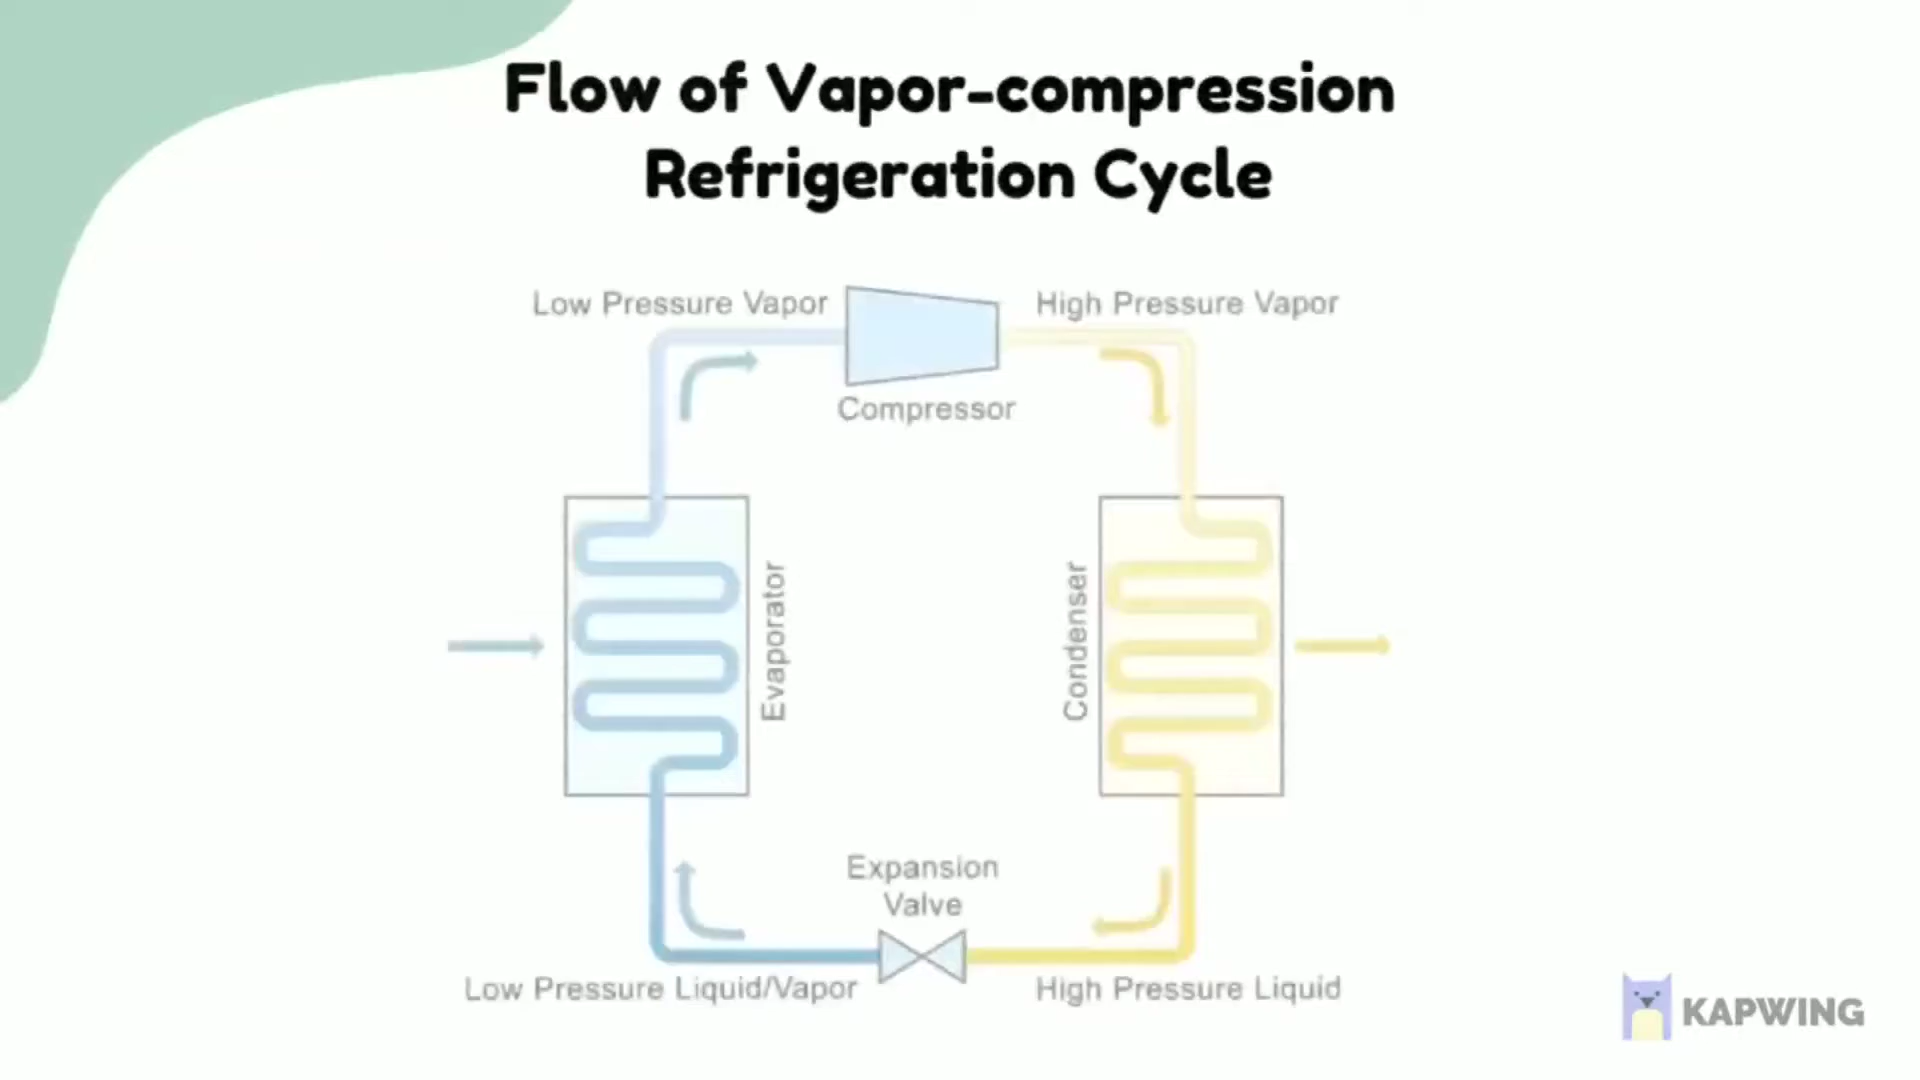 Flow of Vapor-compression
Refrigeration Cycle
Low Pressure Vapor
High Pressure Vapor
Compressor
Evaporator
Condenser
Expansion
Valve
Low Pressure Liquid/Vapor
High Pressure Liquid
KAPWING